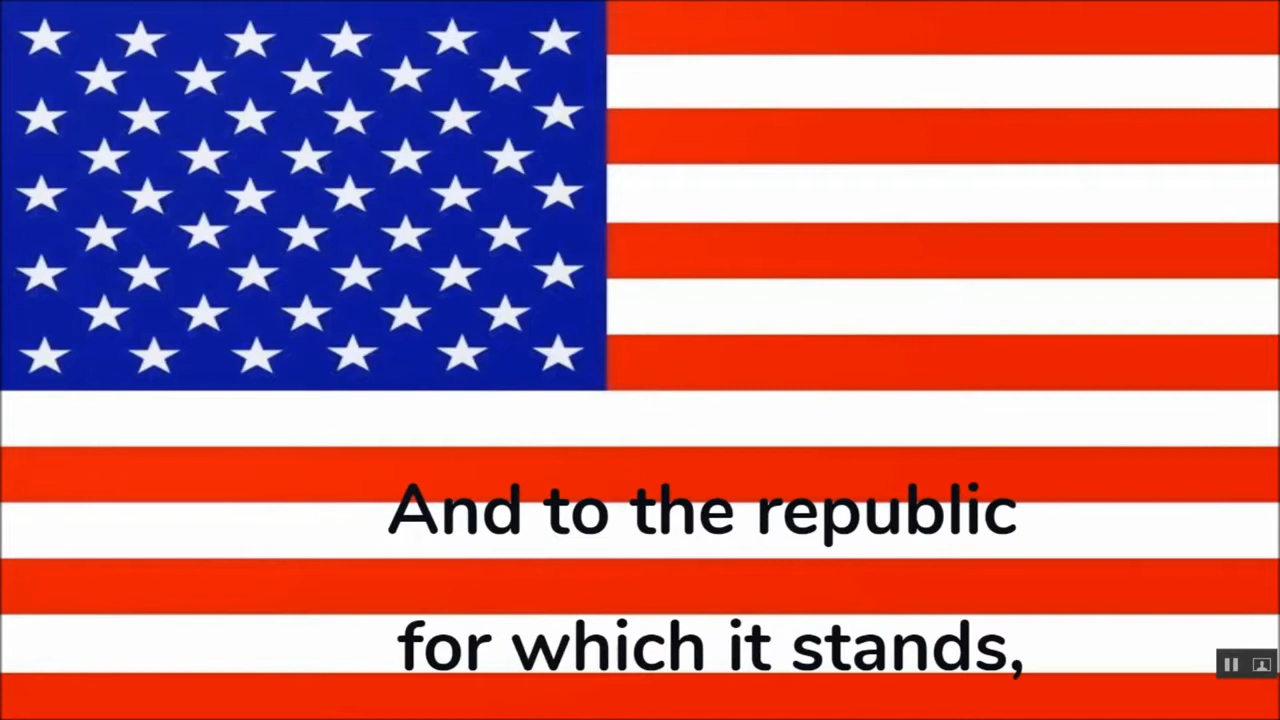 And to the republic
for which it stands,